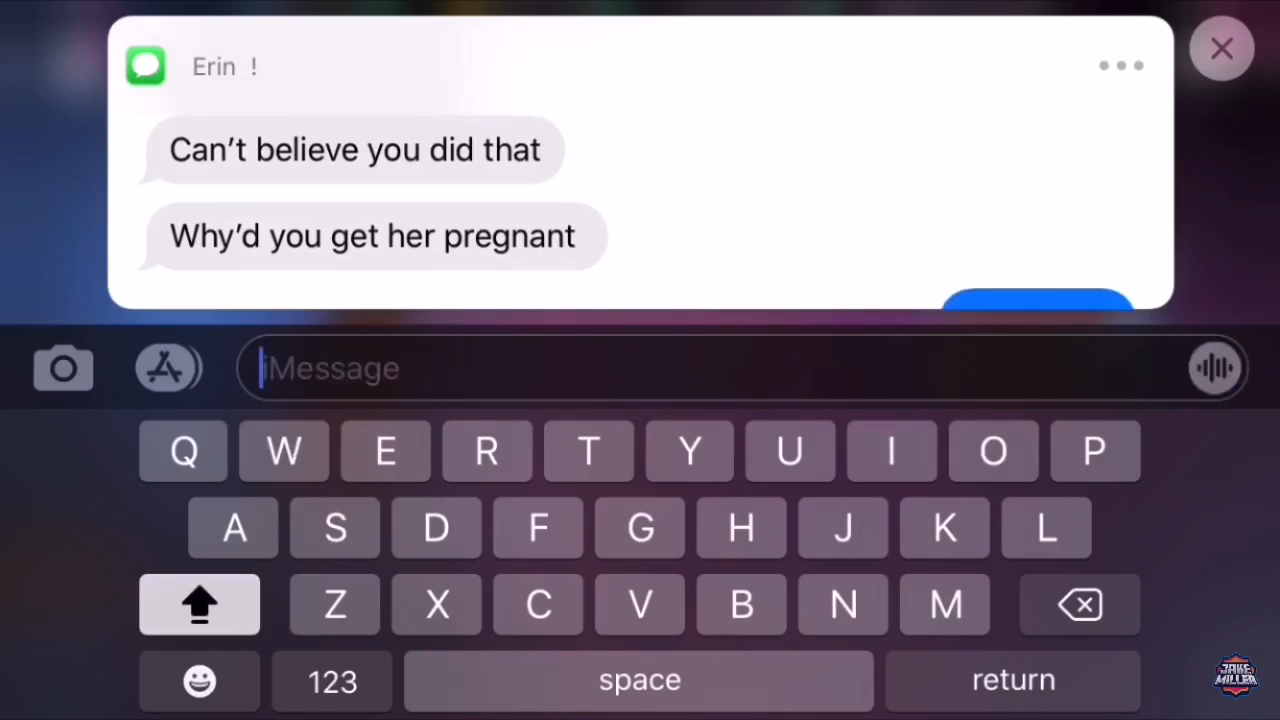 Erin !
Can’t believe you did that
Why’d you get her pregnant
iMessage
Q W E R T Y U I O P
A S D F G H J K L
Z X C V B N M
123 space return
JAKE
MILLER